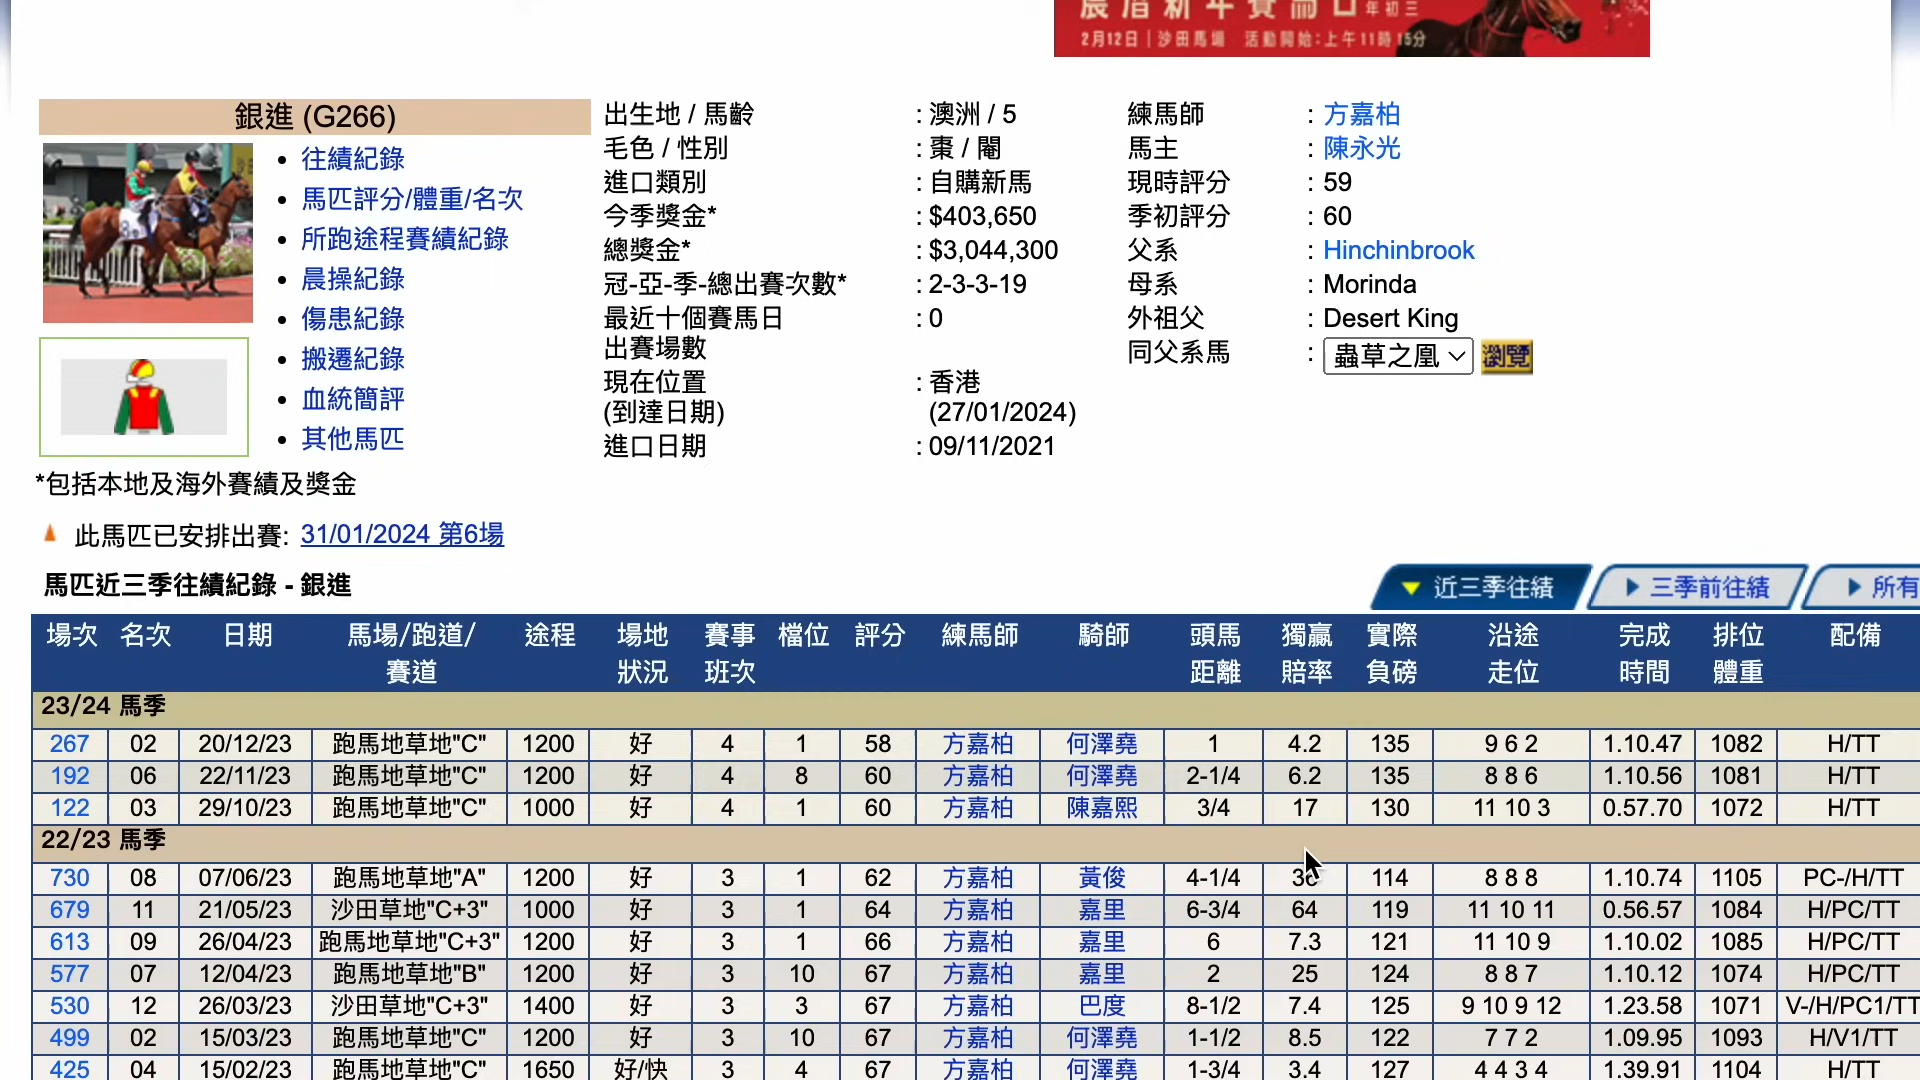 辰澘新年賽馬日 年初三
2月12日 | 沙田馬場 活動開始:上午11時15分
銀進 (G266)
往績紀錄
馬匹評分/體重/名次
所跑途程賽績紀錄
晨操紀錄
傷患紀錄
搬遷紀錄
血統簡評
其他馬匹
出生地 / 馬齡 : 澳洲 / 5
毛色 / 性別 : 棗 / 閹
進口類別 : 自購新馬
今季獎金* : $403,650
總獎金* : $3,044,300
冠-亞-季-總出賽次數* : 2-3-3-19
最近十個賽馬日 : 0
出賽場數
現在位置 : 香港
(到達日期) (27/01/2024)
進口日期 : 09/11/2021
練馬師 : 方嘉柏
馬主 : 陳永光
現時評分 : 59
季初評分 : 60
父系 : Hinchinbrook
母系 : Morinda
外祖父 : Desert King
同父系馬 : 蟲草之凰 瀏覽
*包括本地及海外賽績及獎金
此馬匹已安排出賽: 31/01/2024 第6場
馬匹近三季往績紀錄 - 銀進
近三季往績 三季前往績 所有
場次 名次 日期 馬場/跑道/ 途程 場地 賽事 檔位 評分 練馬師 騎師 頭馬 獨贏 實際 沿途 完成 排位 配備
賽道 狀況 班次 距離 賠率 負磅 走位 時間 體重
23/24 馬季
267 02 20/12/23 跑馬地草地"C" 1200 好 4 1 58 方嘉柏 何澤堯 1 4.2 135 9 6 2 1.10.47 1082 H/TT
192 06 22/11/23 跑馬地草地"C" 1200 好 4 8 60 方嘉柏 何澤堯 2-1/4 6.2 135 8 8 6 1.10.56 1081 H/TT
122 03 29/10/23 跑馬地草地"C" 1000 好 4 1 60 方嘉柏 陳嘉熙 3/4 17 130 11 10 3 0.57.70 1072 H/TT
22/23 馬季
730 08 07/06/23 跑馬地草地"A" 1200 好 3 1 62 方嘉柏 黃俊 4-1/4 114 8 8 8 1.10.74 1105 PC-/H/TT
679 11 21/05/23 沙田草地"C+3" 1000 好 3 1 64 方嘉柏 嘉里 6-3/4 64 119 11 10 11 0.56.57 1084 H/PC/TT
613 09 26/04/23 跑馬地草地"C+3" 1200 好 3 1 66 方嘉柏 嘉里 6 7.3 121 11 10 9 1.10.02 1085 H/PC/TT
577 07 12/04/23 跑馬地草地"B" 1200 好 3 10 67 方嘉柏 嘉里 2 25 124 8 8 7 1.10.12 1074 H/PC/TT
530 12 26/03/23 沙田草地"C+3" 1400 好 3 3 67 方嘉柏 巴度 8-1/2 7.4 125 9 10 9 12 1.23.58 1071 V-/H/PC1/TT
499 02 15/03/23 跑馬地草地"C" 1200 好 3 10 67 方嘉柏 何澤堯 1-1/2 8.5 122 7 7 2 1.09.95 1093 H/V1/TT
425 04 15/02/23 跑馬地草地"C" 1650 好/快 3 4 67 方嘉柏 何澤堯 1-3/4 3.4 127 4 4 3 4 1.39.91 1104 H/TT